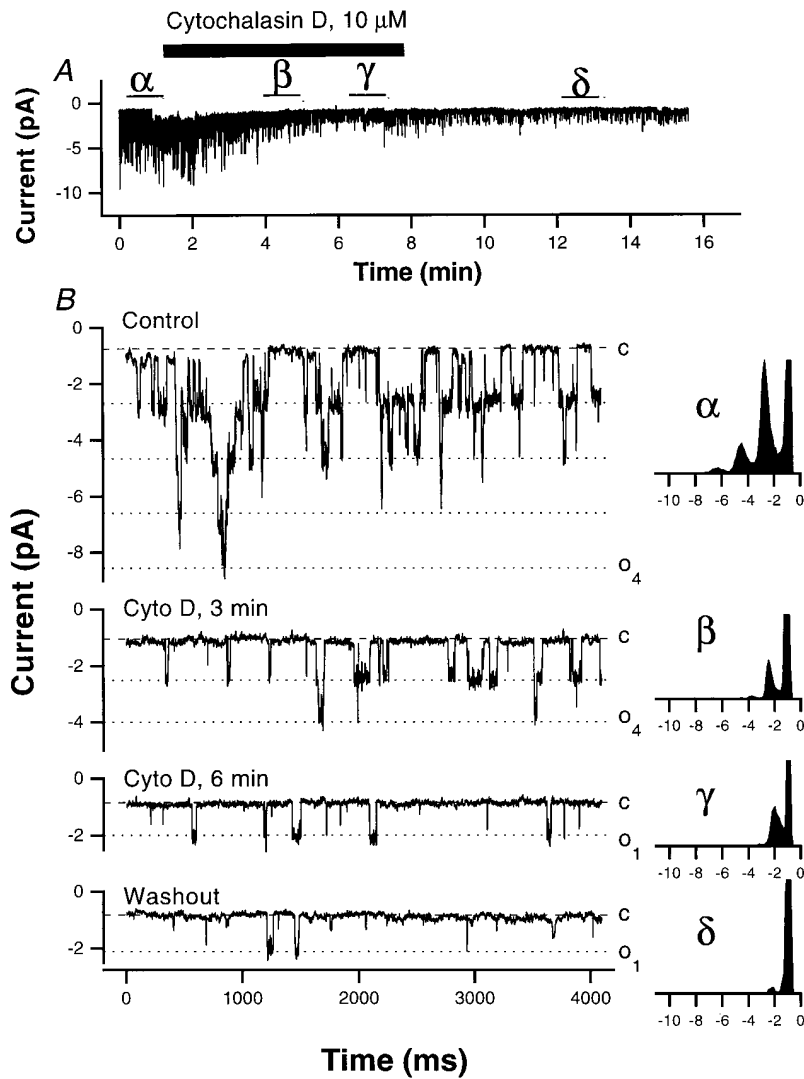 Cytochalasin D, 10 µM
A
α
β
γ
δ
Current (pA)
0
-5
-10
0 2 4 6 8 10 12 14 16
Time (min)
B
Control
0
-2
-4
-6
-8
C
O4
α
-10 -8 -6 -4 -2 0
Cyto D, 3 min
0
-2
-4
C
O4
β
-10 -8 -6 -4 -2 0
Current (pA)
Cyto D, 6 min
0
-2
C
O1
γ
-10 -8 -6 -4 -2 0
Washout
0
-2
C
O1
δ
-10 -8 -6 -4 -2 0
0 1000 2000 3000 4000
Time (ms)